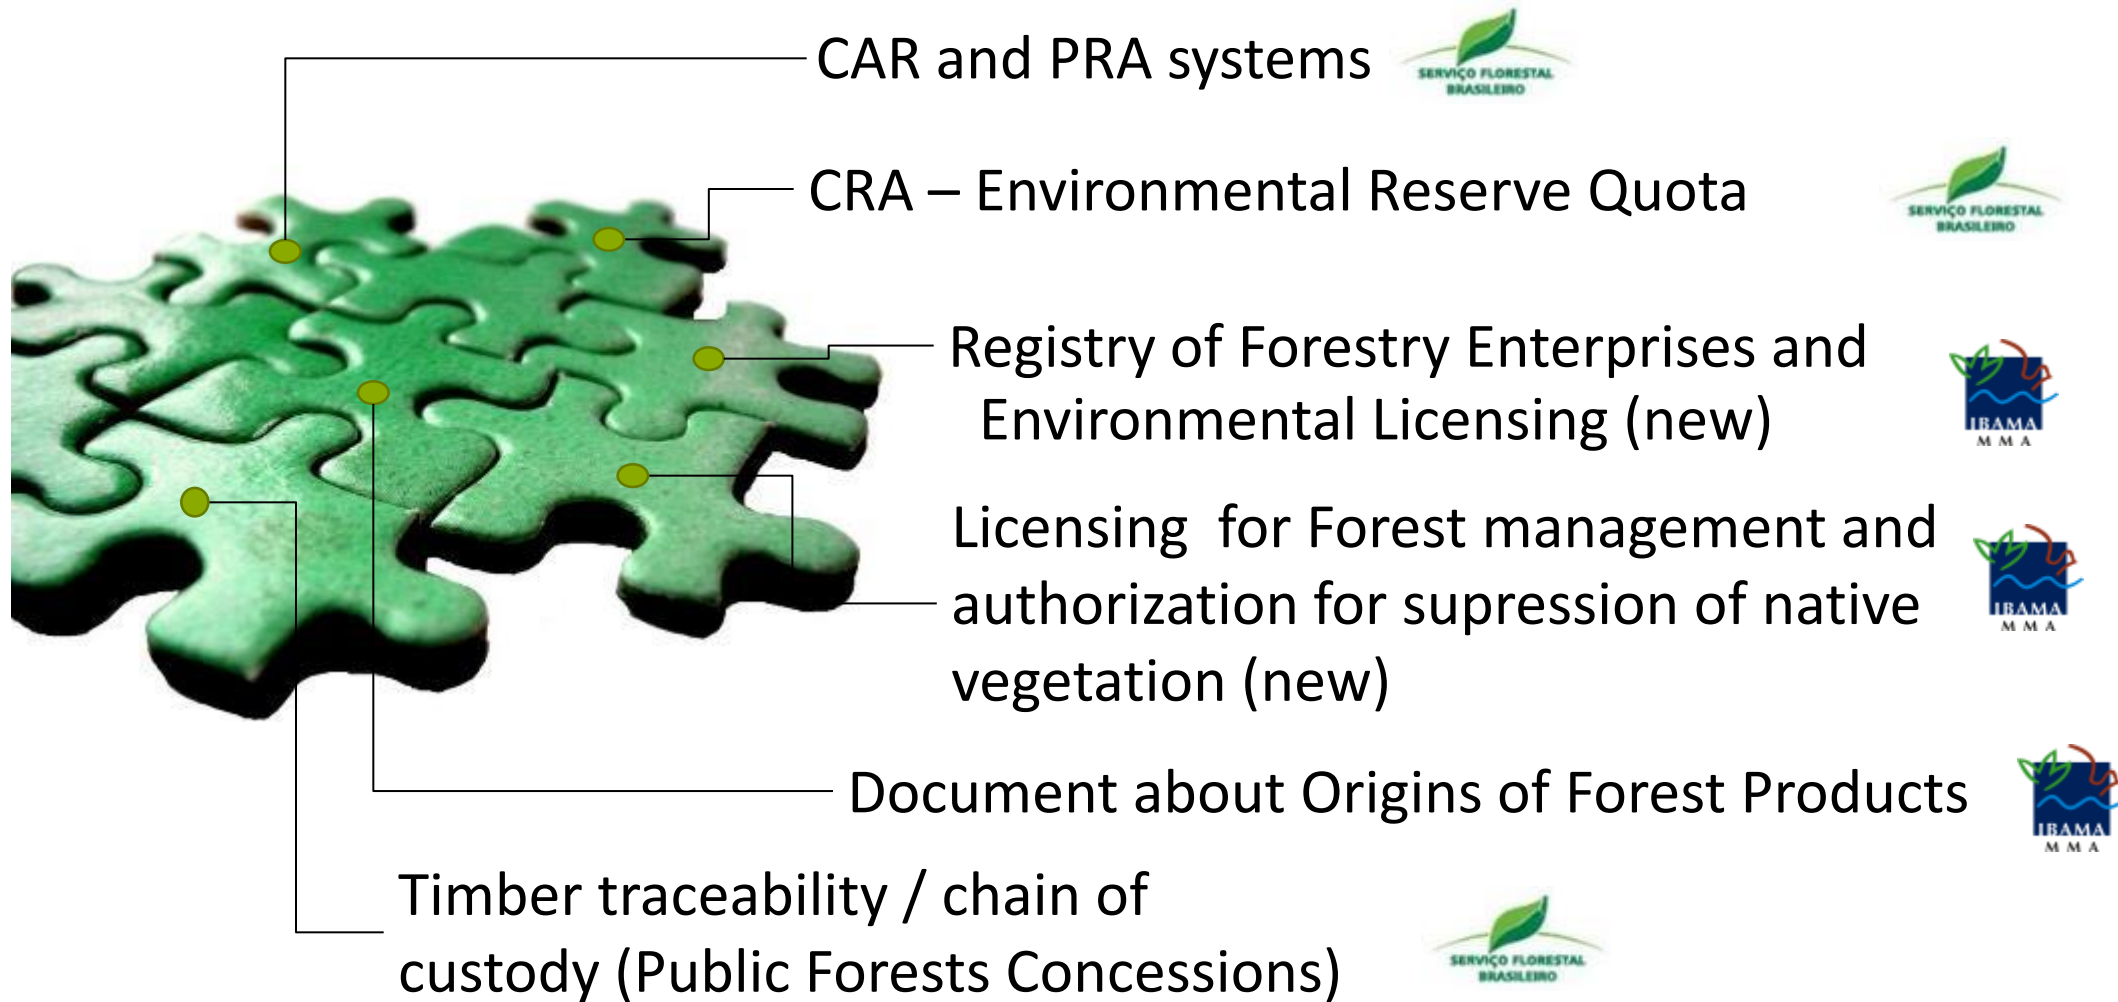 CAR and PRA systems
SERVIÇO FLORESTAL
BRASILEIRO
CRA – Environmental Reserve Quota
SERVIÇO FLORESTAL
BRASILEIRO
Registry of Forestry Enterprises and
Environmental Licensing (new)
IBAMA
M M A
Licensing for Forest management and
authorization for supression of native
vegetation (new)
IBAMA
M M A
Document about Origins of Forest Products
IBAMA
M M A
Timber traceability / chain of
custody (Public Forests Concessions)
SERVIÇO FLORESTAL
BRASILEIRO